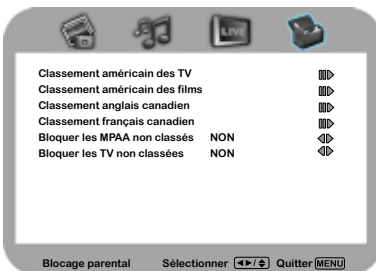 LIVE
Classement américain des TV
Classement américain des films
Classement anglais canadien
Classement français canadien
Bloquer les MPAA non classés NON
Bloquer les TV non classées NON
Blocage parental Sélectionner Quitter MENU